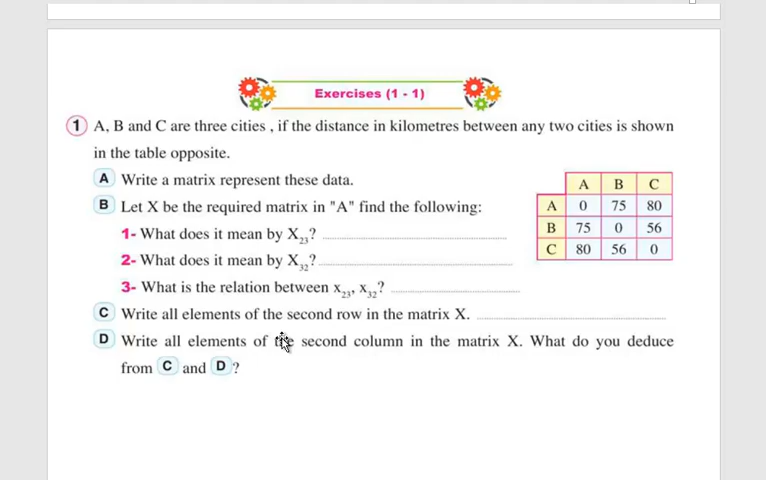 Exercises (1 - 1)
1 A, B and C are three cities , if the distance in kilometres between any two cities is shown
in the table opposite.
A Write a matrix represent these data.
B Let X be the required matrix in "A" find the following:
1- What does it mean by X₂₃?
2- What does it mean by X₃₂?
3- What is the relation between x₂₃, x₃₂?
A B C
A 0 75 80
B 75 0 56
C 80 56 0
C Write all elements of the second row in the matrix X.
D Write all elements of the second column in the matrix X. What do you deduce
from C and D ?